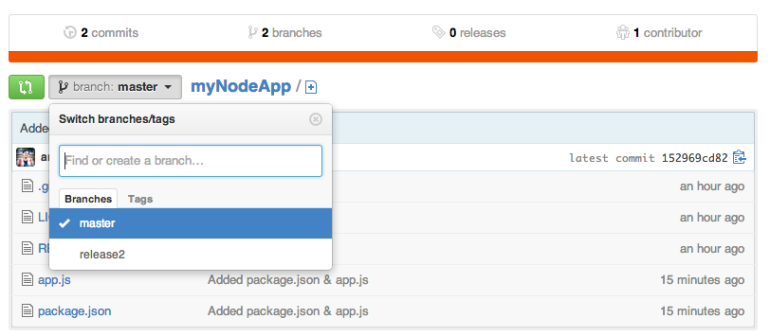 2 commits 2 branches 0 releases 1 contributor
branch: master myNodeApp /
Switch branches/tags
Adde
latest commit 152969cd82
Find or create a branch...
.g an hour ago
Branches Tags
LI an hour ago
master
RE an hour ago
release2
app.js Added package.json & app.js 15 minutes ago
package.json Added package.json & app.js 15 minutes ago